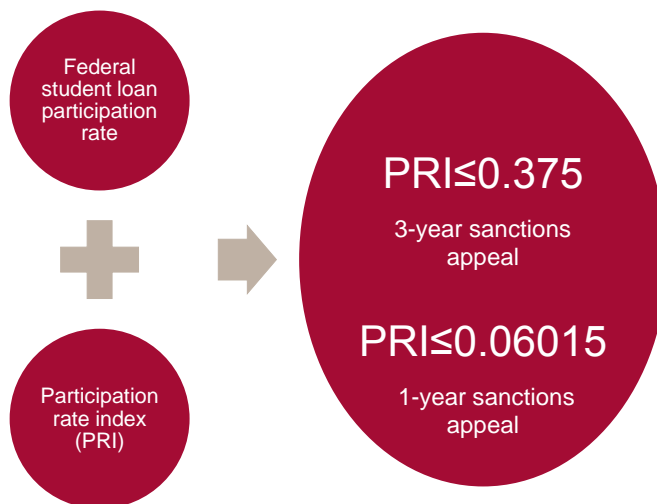 Federal
student loan
participation
rate
Participation
rate index
(PRI)
PRI≤0.375
3-year sanctions
appeal
PRI≤0.06015
1-year sanctions
appeal